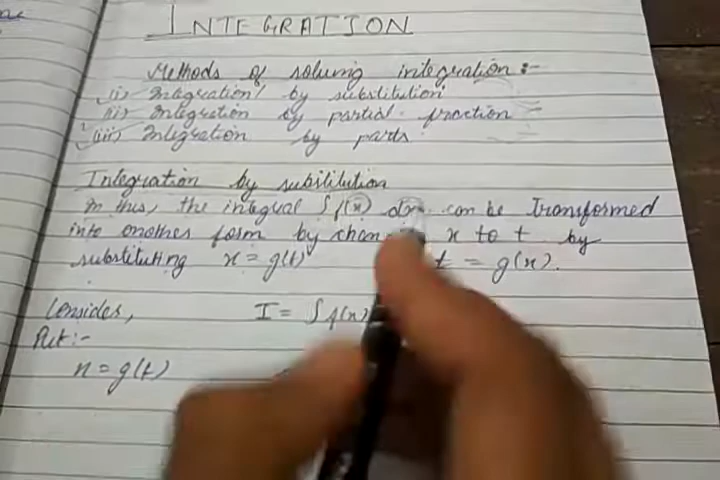 INTEGRATION
Methods of solving integration :-
(i) Integration by substitution
(ii) Integration by partial fraction
(iii) Integration by parts
Integration by substitution
In this, the integral ∫f(x) dx can be Transformed
into another form by chan x to t by
substituting x = g(t) t = g(x).
Consider, I = ∫f(x)
Put:-
x = g(t)